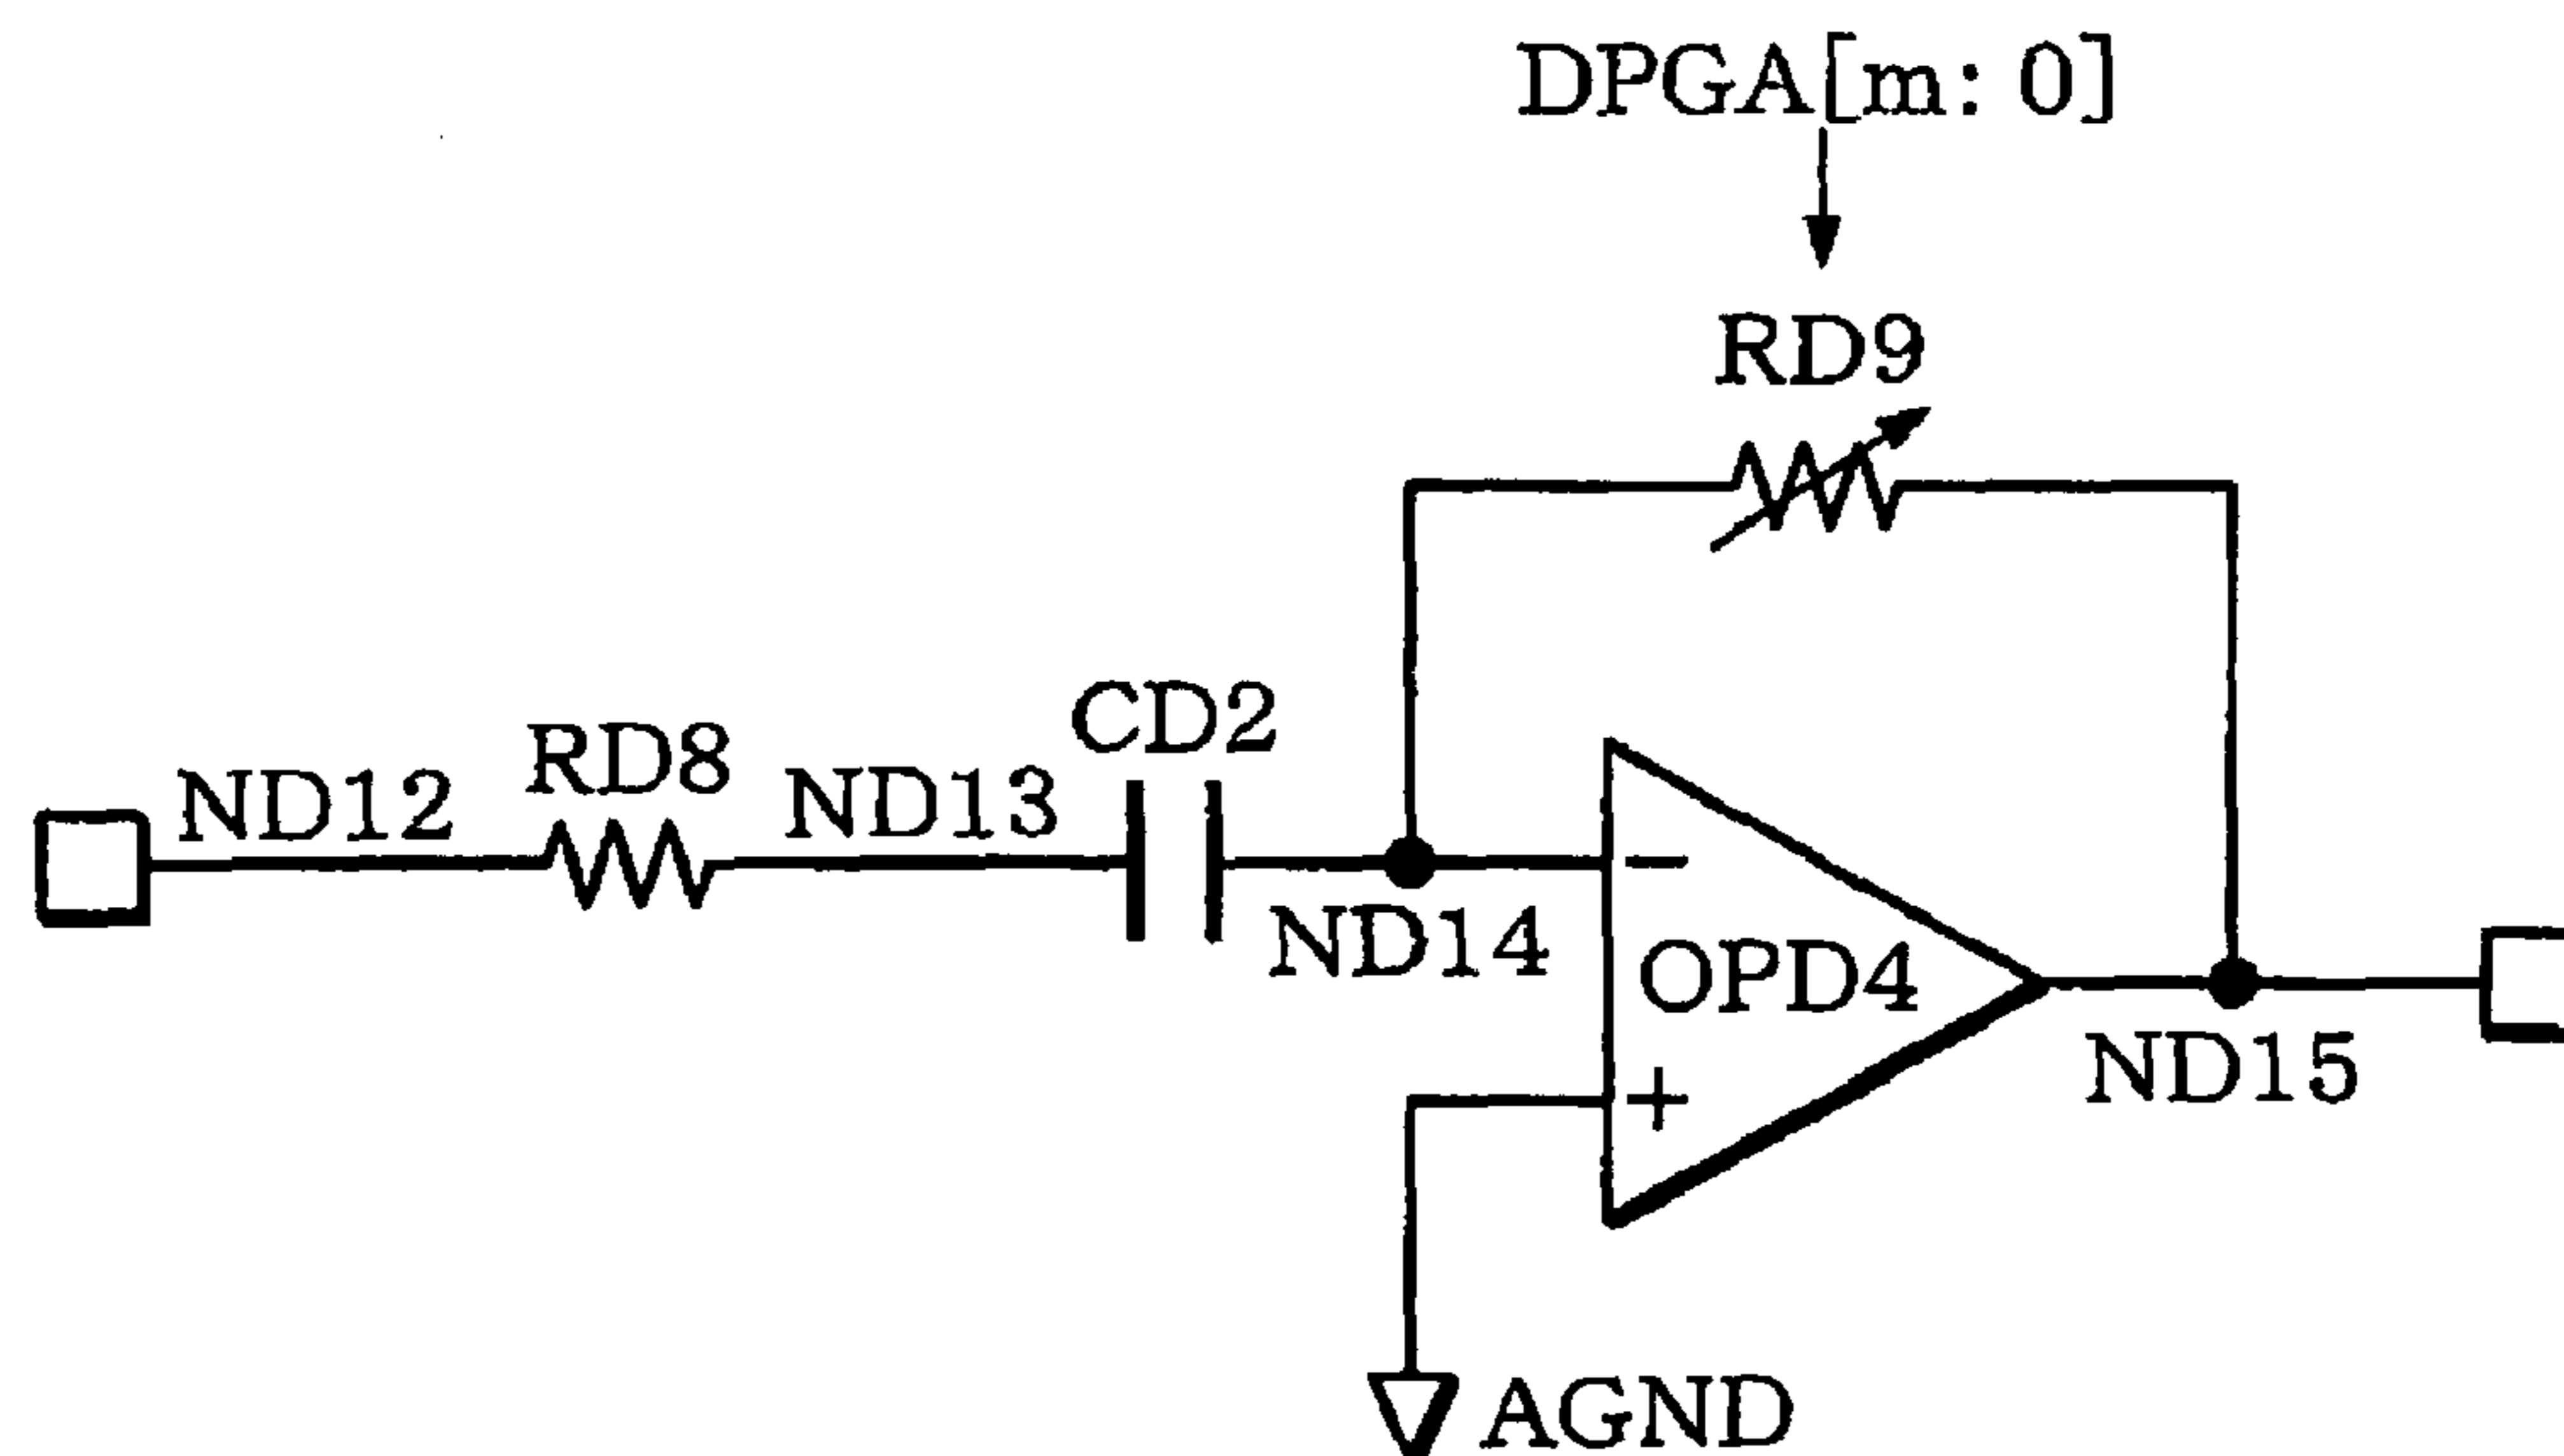 DPGA[m: 0]
RD9
CD2
RD8
ND12
ND13
ND14
−
OPD4
+
ND15
AGND